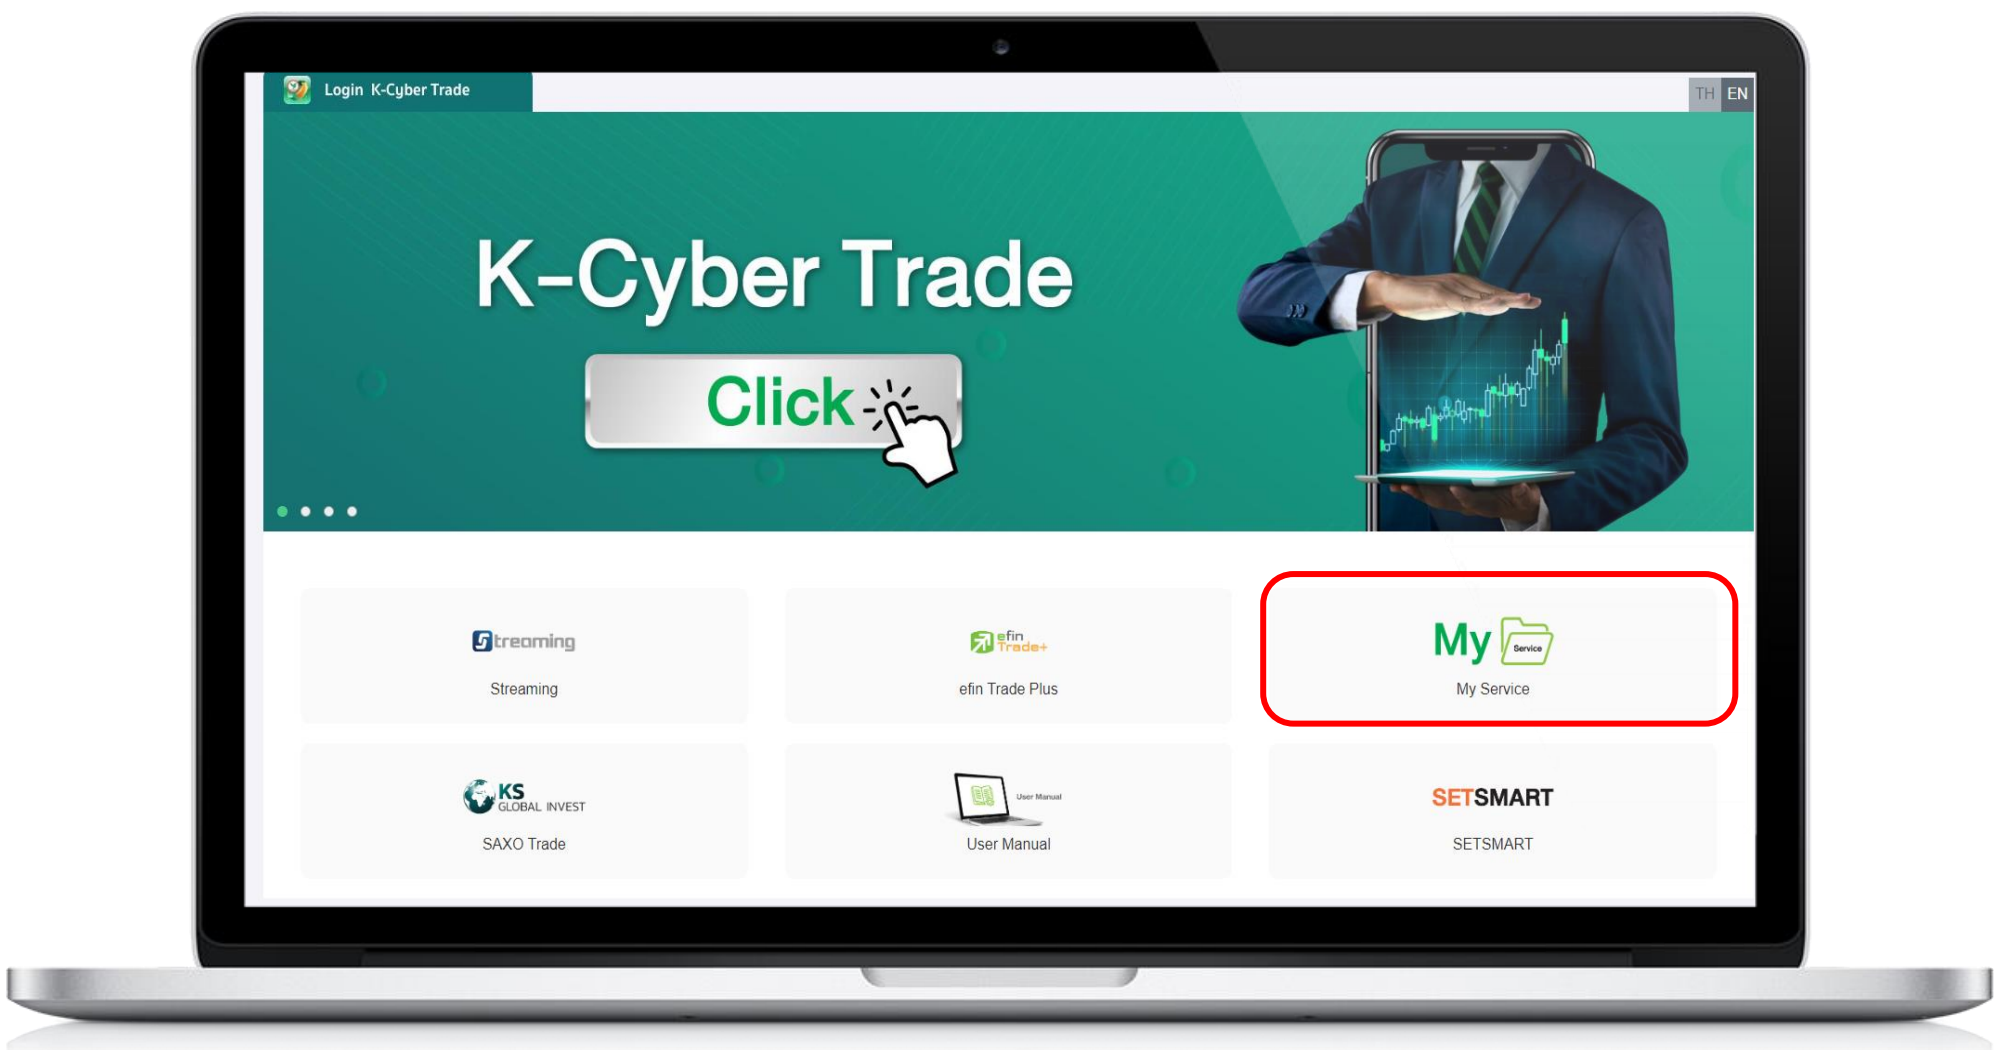 Login K-Cyber Trade
TH EN
K-Cyber Trade
Click
Streaming
Streaming
efin
Trade+
efin Trade Plus
My Service
My Service
KS
GLOBAL INVEST
SAXO Trade
User Manual
User Manual
SETSMART
SETSMART